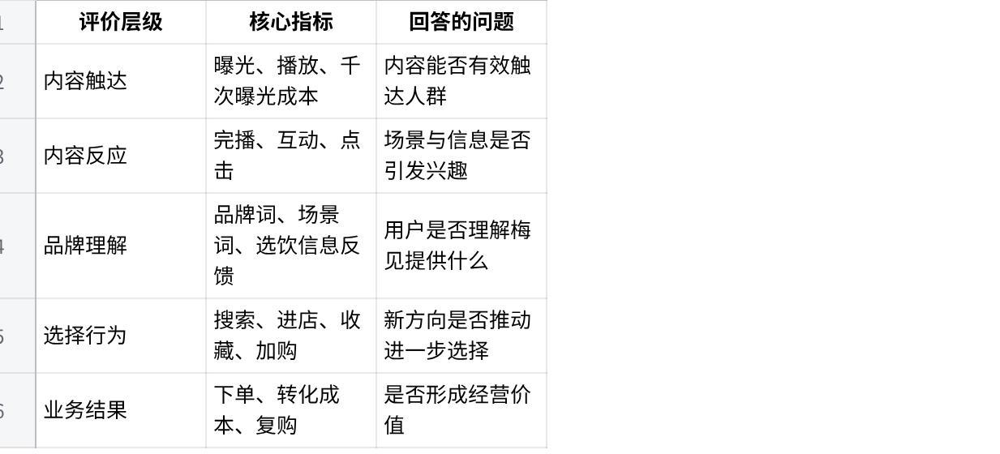 评价层级 核心指标 回答的问题
2 内容触达 曝光、播放、千次曝光成本 内容能否有效触达人群
3 内容反应 完播、互动、点击 场景与信息是否引发兴趣
4 品牌理解 品牌词、场景词、选饮信息反馈 用户是否理解梅见提供什么
5 选择行为 搜索、进店、收藏、加购 新方向是否推动进一步选择
6 业务结果 下单、转化成本、复购 是否形成经营价值